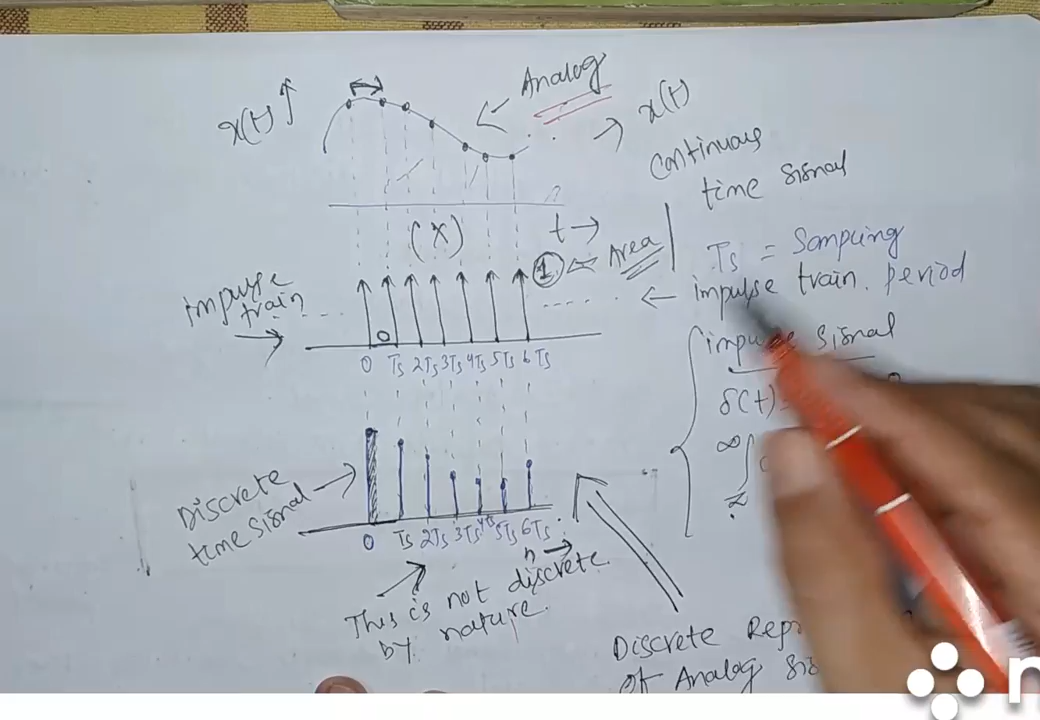 x(t)
Analog
x(t)
Continuous
time signal
(X)
t
1
Area
Ts = Sampling
period
Impulse
train
impulse train
0 Ts 2Ts 3Ts 4Ts 5Ts 6Ts
impulse signal
δ(t)
∞
Discrete
time signal
0 Ts 2Ts 3Ts 4Ts 5Ts 6Ts
n
This is not discrete
by nature.
Discrete
of Analog